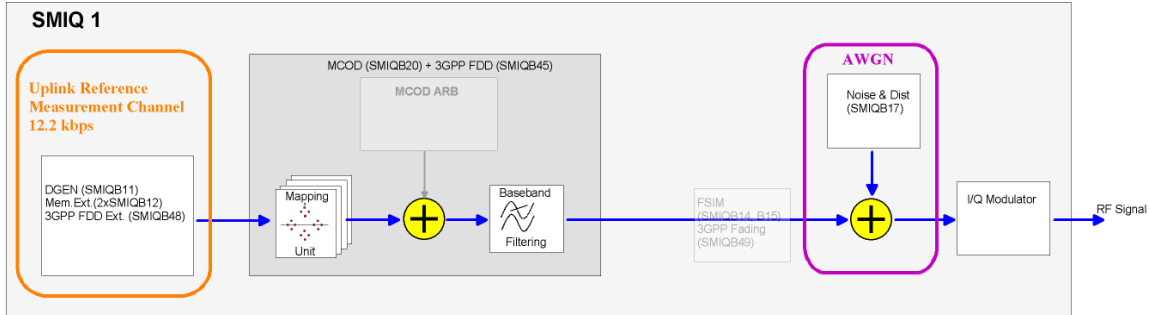 SMIQ 1
Uplink Reference
Measurement Channel
12.2 kbps
DGEN (SMIQB11)
Mem.Ext.(2xSMIQB12)
3GPP FDD Ext. (SMIQB48)
MCOD (SMIQB20) + 3GPP FDD (SMIQB45)
MCOD ARB
Mapping
Unit
Baseband
Filtering
FSIM
(SMIQB14, B15)
3GPP Fading
(SMIQB49)
AWGN
Noise & Dist
(SMIQB17)
I/Q Modulator
RF Signal